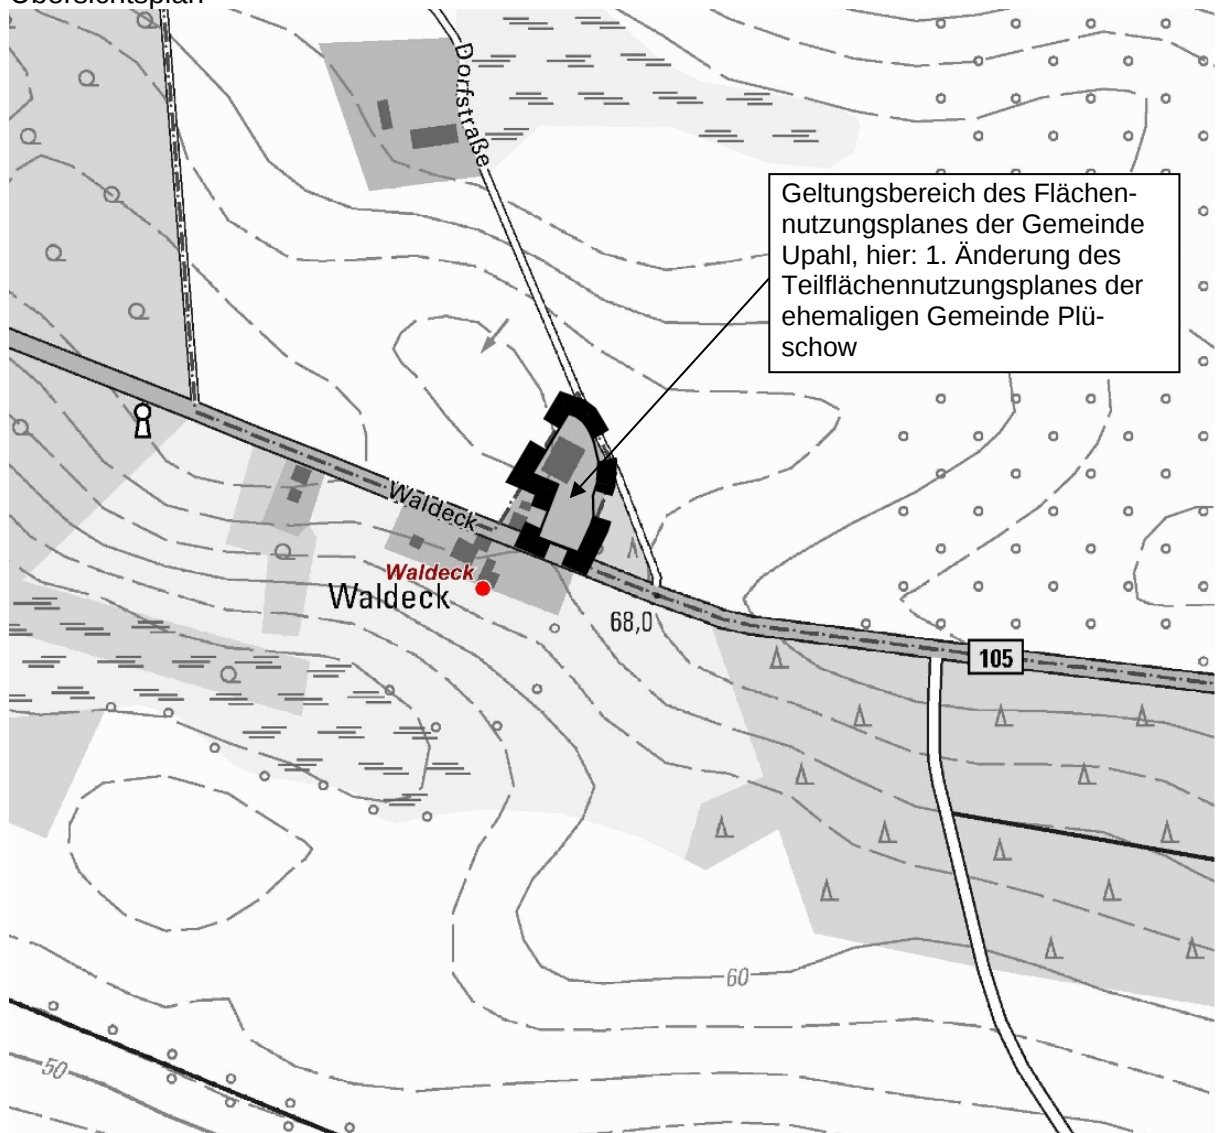 Übersichtsplan
Dorfstraße
Geltungsbereich des Flächen-
nutzungsplanes der Gemeinde
Upahl, hier: 1. Änderung des
Teilflächennutzungsplanes der
ehemaligen Gemeinde Plü-
schow
Waldeck
Waldeck
Waldeck
68,0
105
60
50